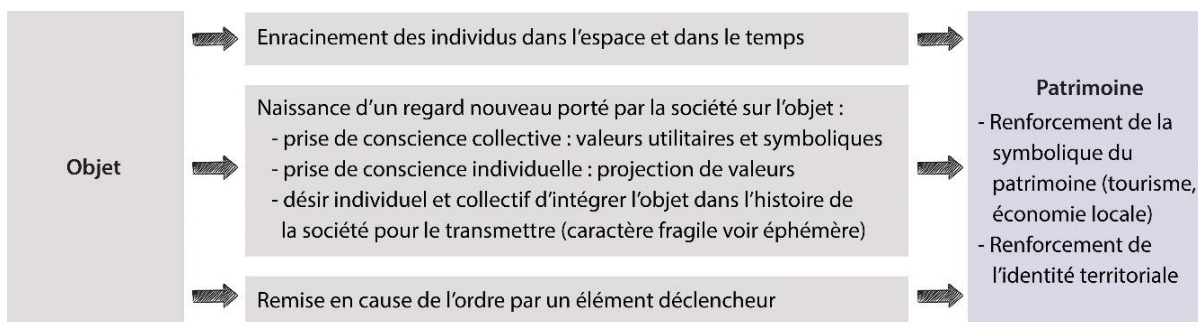 Objet
Enracinement des individus dans l’espace et dans le temps
Naissance d’un regard nouveau porté par la société sur l’objet :
- prise de conscience collective : valeurs utilitaires et symboliques
- prise de conscience individuelle : projection de valeurs
- désir individuel et collectif d’intégrer l’objet dans l’histoire de
la société pour le transmettre (caractère fragile voir éphémère)
Remise en cause de l’ordre par un élément déclencheur
Patrimoine
- Renforcement de la
symbolique du
patrimoine (tourisme,
économie locale)
- Renforcement de
l’identité territoriale